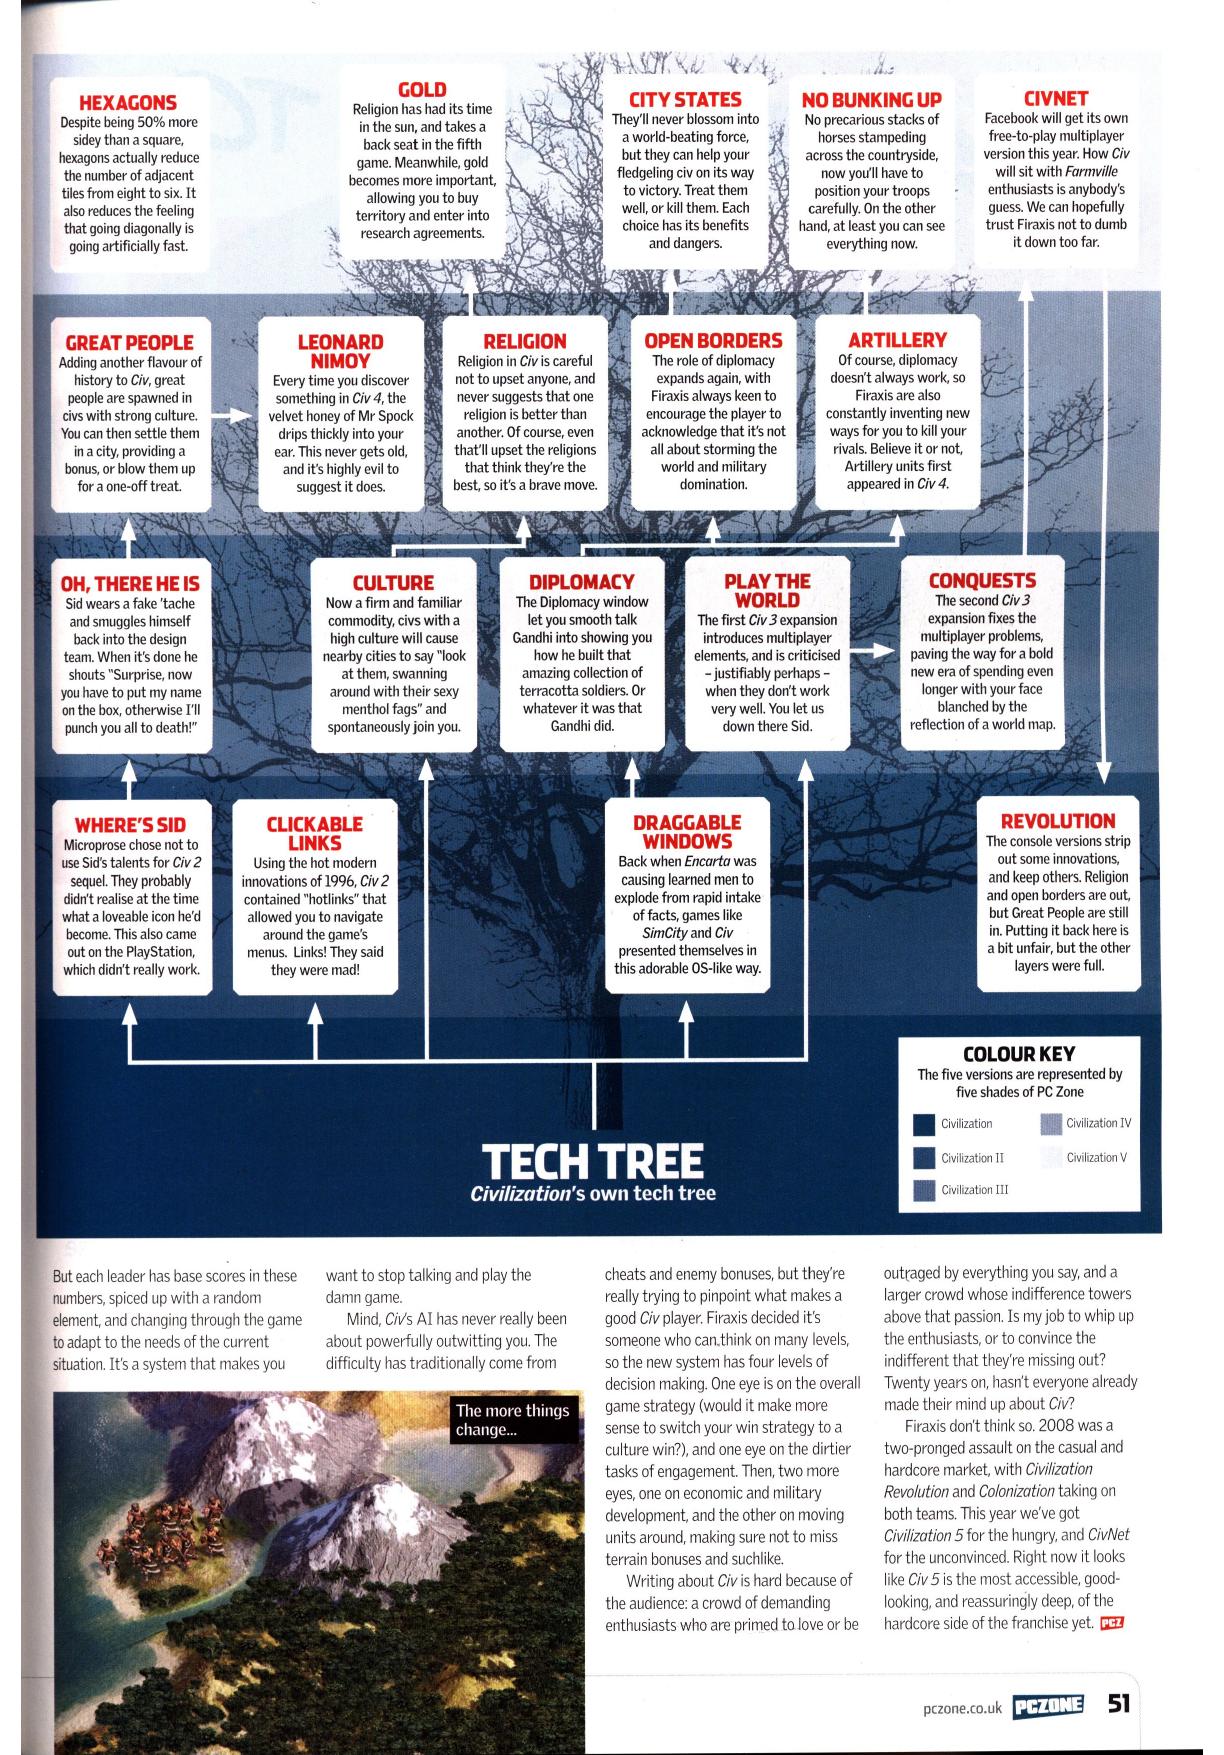 HEXAGONS
Despite being 50% more
sidey than a square,
hexagons actually reduce
the number of adjacent
tiles from eight to six. It
also reduces the feeling
that going diagonally is
going artificially fast.
GOLD
Religion has had its time
in the sun, and takes a
back seat in the fifth
game. Meanwhile, gold
becomes more important,
allowing you to buy
territory and enter into
research agreements.
CITY STATES
They'll never blossom into
a world-beating force,
but they can help your
fledgeling civ on its way
to victory. Treat them
well, or kill them. Each
choice has its benefits
and dangers.
NO BUNKING UP
No precarious stacks of
horses stampeding
across the countryside,
now you'll have to
position your troops
carefully. On the other
hand, at least you can see
everything now.
CIVNET
Facebook will get its own
free-to-play multiplayer
version this year. How Civ
will sit with Farmville
enthusiasts is anybody's
guess. We can hopefully
trust Firaxis not to dumb
it down too far.
GREAT PEOPLE
Adding another flavour of
history to Civ, great
people are spawned in
civs with strong culture.
You can then settle them
in a city, providing a
bonus, or blow them up
for a one-off treat.
LEONARD
NIMOY
Every time you discover
something in Civ 4, the
velvet honey of Mr Spock
drips thickly into your
ear. This never gets old,
and it's highly evil to
suggest it does.
RELIGION
Religion in Civ is careful
not to upset anyone, and
never suggests that one
religion is better than
another. Of course, even
that'll upset the religions
that think they're the
best, so it's a brave move.
OPEN BORDERS
The role of diplomacy
expands again, with
Firaxis always keen to
encourage the player to
acknowledge that it's not
all about storming the
world and military
domination.
ARTILLERY
Of course, diplomacy
doesn't always work, so
Firaxis are also
constantly inventing new
ways for you to kill your
rivals. Believe it or not,
Artillery units first
appeared in Civ 4.
OH, THERE HE IS
Sid wears a fake 'tache
and smuggles himself
back into the design
team. When it's done he
shouts "Surprise, now
you have to put my name
on the box, otherwise I'll
punch you all to death!"
CULTURE
Now a firm and familiar
commodity, civs with a
high culture will cause
nearby cities to say "look
at them, swanning
around with their sexy
menthol fags" and
spontaneously join you.
DIPLOMACY
The Diplomacy window
let you smooth talk
Gandhi into showing you
how he built that
amazing collection of
terracotta soldiers. Or
whatever it was that
Gandhi did.
PLAY THE
WORLD
The first Civ 3 expansion
introduces multiplayer
elements, and is criticised
– justifiably perhaps –
when they don't work
very well. You let us
down there Sid.
CONQUESTS
The second Civ 3
expansion fixes the
multiplayer problems,
paving the way for a bold
new era of spending even
longer with your face
blanched by the
reflection of a world map.
WHERE'S SID
Microprose chose not to
use Sid's talents for Civ 2
sequel. They probably
didn't realise at the time
what a loveable icon he'd
become. This also came
out on the PlayStation,
which didn't really work.
CLICKABLE
LINKS
Using the hot modern
innovations of 1996, Civ 2
contained "hotlinks" that
allowed you to navigate
around the game's
menus. Links! They said
they were mad!
DRAGGABLE
WINDOWS
Back when Encarta was
causing learned men to
explode from rapid intake
of facts, games like
SimCity and Civ
presented themselves in
this adorable OS-like way.
REVOLUTION
The console versions strip
out some innovations,
and keep others. Religion
and open borders are out,
but Great People are still
in. Putting it back here is
a bit unfair, but the other
layers were full.
COLOUR KEY
The five versions are represented by
five shades of PC Zone
Civilization
Civilization II
Civilization III
Civilization IV
Civilization V
TECH TREE
Civilization's own tech tree
But each leader has base scores in these
numbers, spiced up with a random
element, and changing through the game
to adapt to the needs of the current
situation. It's a system that makes you
want to stop talking and play the
damn game.
Mind, Civ's AI has never really been
about powerfully outwitting you. The
difficulty has traditionally come from
The more things
change...
cheats and enemy bonuses, but they're
really trying to pinpoint what makes a
good Civ player. Firaxis decided it's
someone who can think on many levels,
so the new system has four levels of
decision making. One eye is on the overall
game strategy (would it make more
sense to switch your win strategy to a
culture win?), and one eye on the dirtier
tasks of engagement. Then, two more
eyes, one on economic and military
development, and the other on moving
units around, making sure not to miss
terrain bonuses and suchlike.
Writing about Civ is hard because of
the audience: a crowd of demanding
enthusiasts who are primed to love or be
outraged by everything you say, and a
larger crowd whose indifference towers
above that passion. Is my job to whip up
the enthusiasts, or to convince the
indifferent that they're missing out?
Twenty years on, hasn't everyone already
made their mind up about Civ?
Firaxis don't think so. 2008 was a
two-pronged assault on the casual and
hardcore market, with Civilization
Revolution and Colonization taking on
both teams. This year we've got
Civilization 5 for the hungry, and CivNet
for the unconvinced. Right now it looks
like Civ 5 is the most accessible, good-
looking, and reassuringly deep, of the
hardcore side of the franchise yet. PCZ
pczone.co.uk PCZONE 51